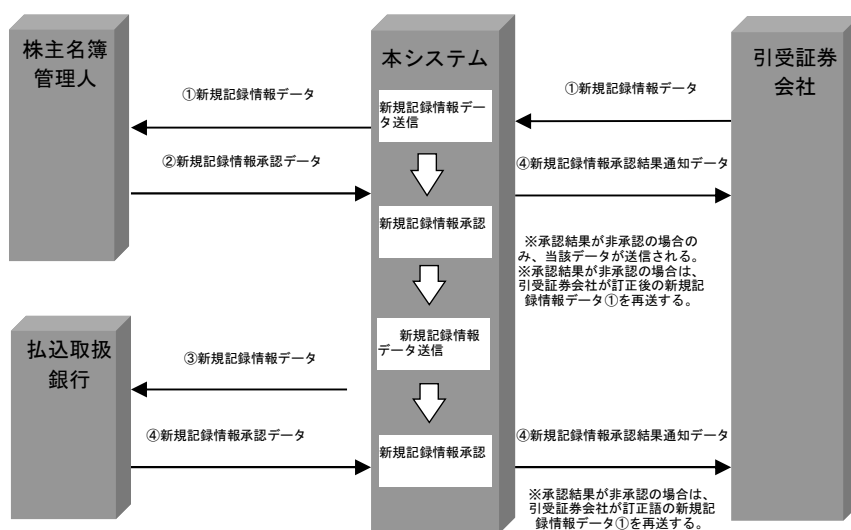 株主名簿
管理人
本システム
引受証券
会社
①新規記録情報データ
①新規記録情報データ
新規記録情報デー
タ送信
②新規記録情報承認データ
④新規記録情報承認結果通知データ
新規記録情報承認
※承認結果が非承認の場合の
み、当該データが送信される。
※承認結果が非承認の場合は、
引受証券会社が訂正後の新規記
録情報データ①を再送する。
新規記録情報
データ送信
払込取扱
銀行
③新規記録情報データ
④新規記録情報承認データ
④新規記録情報承認結果通知データ
新規記録情報承認
※承認結果が非承認の場合は、
引受証券会社が訂正語の新規記
録情報データ①を再送する。